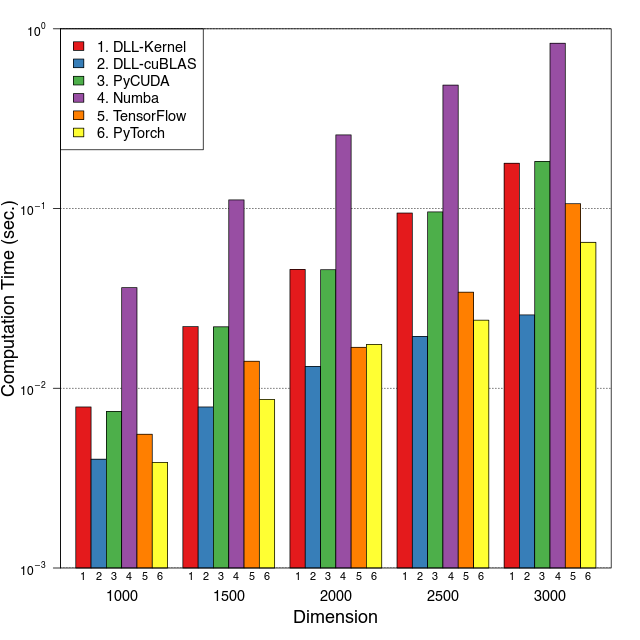 10^0
1. DLL-Kernel
2. DLL-cuBLAS
3. PyCUDA
4. Numba
5. TensorFlow
6. PyTorch
10^−1
10^−2
10^−3
Computation Time (sec.)
1 2 3 4 5 6 1 2 3 4 5 6 1 2 3 4 5 6 1 2 3 4 5 6 1 2 3 4 5 6
1000 1500 2000 2500 3000
Dimension